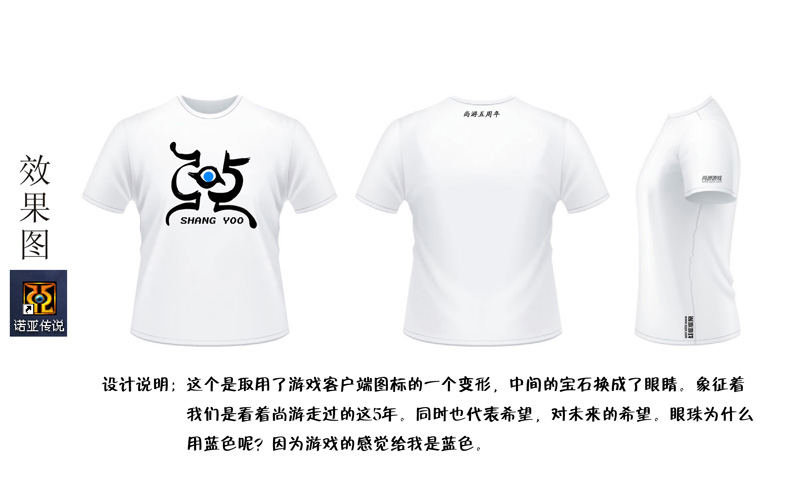 效果图
诺亚传说
SHANG YOO
尚游五周年
尚游游戏
设计说明：这个是取用了游戏客户端图标的一个变形，中间的宝石换成了眼睛。象征着
我们是看着尚游走过的这5年。同时也代表希望，对未来的希望。眼珠为什么
用蓝色呢？因为游戏的感觉给我是蓝色。